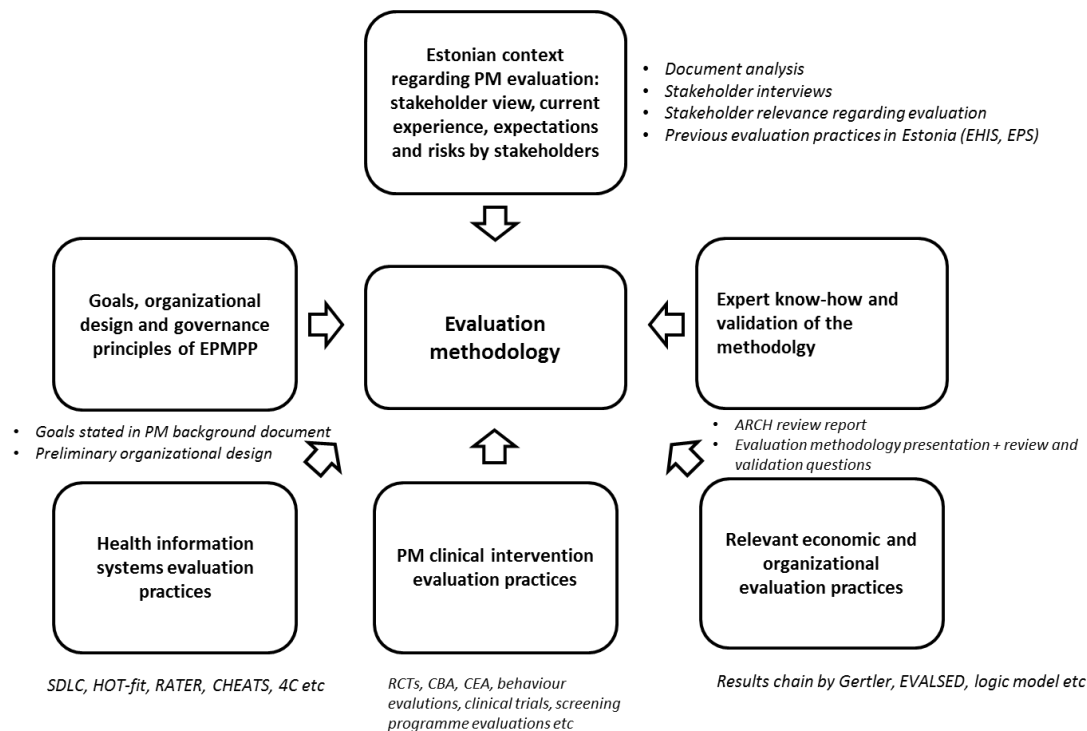 Estonian context
regarding PM evaluation:
stakeholder view, current
experience, expectations
and risks by stakeholders
• Document analysis
• Stakeholder interviews
• Stakeholder relevance regarding evaluation
• Previous evaluation practices in Estonia (EHIS, EPS)
Goals, organizational
design and governance
principles of EPMPP
Evaluation
methodology
Expert know-how and
validation of the
methodolgy
• Goals stated in PM background document
• Preliminary organizational design
• ARCH review report
• Evaluation methodology presentation + review and
validation questions
Health information
systems evaluation
practices
PM clinical intervention
evaluation practices
Relevant economic and
organizational
evaluation practices
SDLC, HOT-fit, RATER, CHEATS, 4C etc
RCTs, CBA, CEA, behaviour
evalutions, clinical trials, screening
programme evaluations etc
Results chain by Gertler, EVALSED, logic model etc